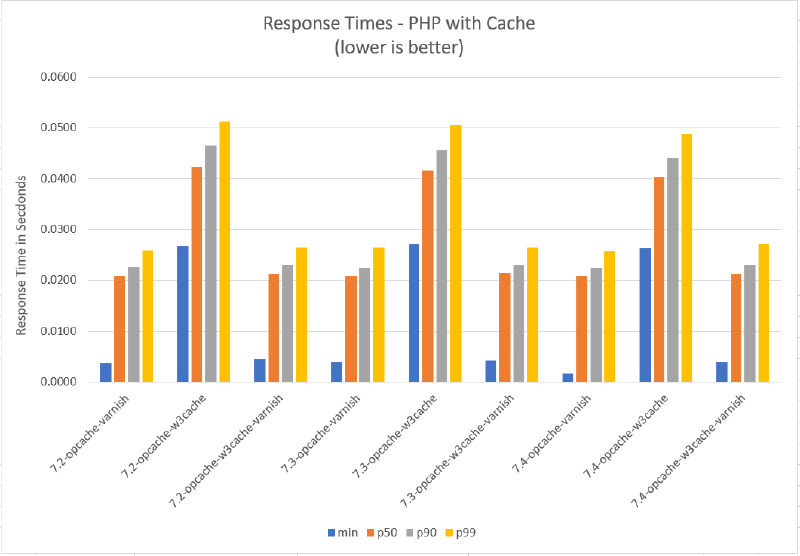 Response Times - PHP with Cache
(lower is better)
0.0600
0.0500
0.0400
0.0300
0.0200
0.0100
0.0000
Response Time in Secdonds
7.2-opcache-varnish
7.2-opcache-w3cache
7.2-opcache-w3cache-varnish
7.3-opcache-varnish
7.3-opcache-w3cache
7.3-opcache-w3cache-varnish
7.4-opcache-varnish
7.4-opcache-w3cache
7.4-opcache-w3cache-varnish
min p50 p90 p99